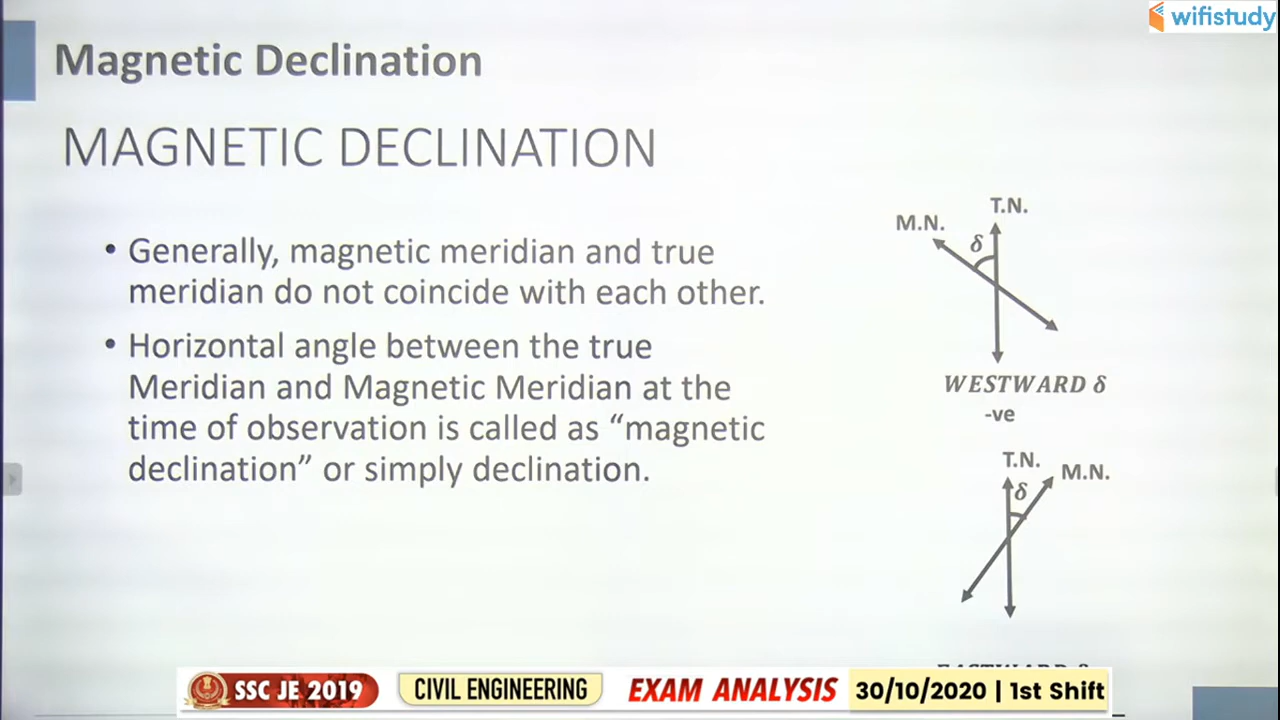 wifistudy
Magnetic Declination
MAGNETIC DECLINATION
• Generally, magnetic meridian and true
meridian do not coincide with each other.
• Horizontal angle between the true
Meridian and Magnetic Meridian at the
time of observation is called as “magnetic
declination” or simply declination.
T.N.
M.N.
δ
WESTWARD δ
-ve
T.N.
M.N.
δ
EASTWARD δ
SSC JE 2019
CIVIL ENGINEERING
EXAM ANALYSIS
30/10/2020 | 1st Shift